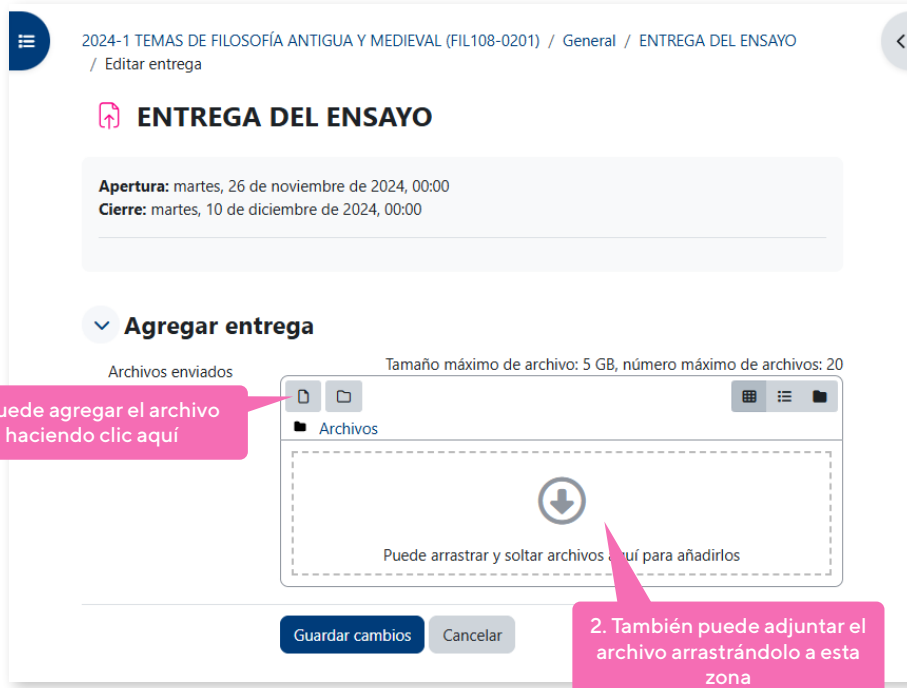 2024-1 TEMAS DE FILOSOFÍA ANTIGUA Y MEDIEVAL (FIL108-0201) / General / ENTREGA DEL ENSAYO
/ Editar entrega
ENTREGA DEL ENSAYO
Apertura: martes, 26 de noviembre de 2024, 00:00
Cierre: martes, 10 de diciembre de 2024, 00:00
Agregar entrega
Archivos enviados
Tamaño máximo de archivo: 5 GB, número máximo de archivos: 20
agregar el archivo
haciendo clic aquí
Archivos
Puede arrastrar y soltar archivos para añadirlos
Guardar cambios
Cancelar
2. También puede adjuntar el
archivo arrastrándolo a esta
zona